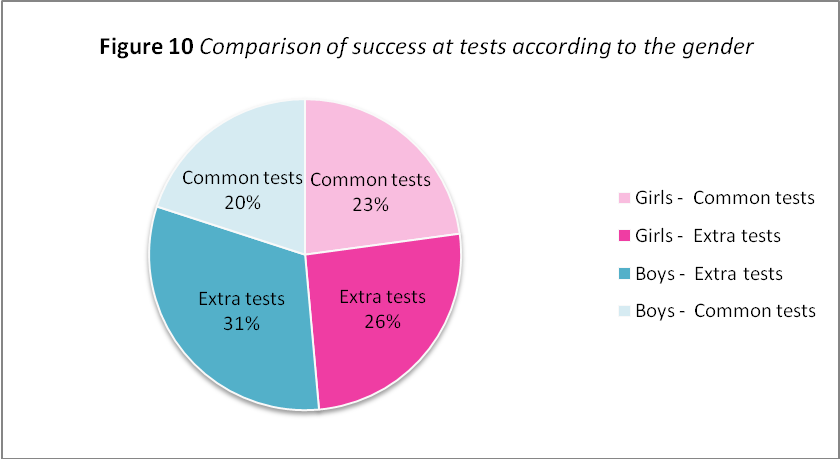 Figure 10 Comparison of success at tests according to the gender
Common tests
20%
Common tests
23%
Extra tests
31%
Extra tests
26%
Girls - Common tests
Girls - Extra tests
Boys - Extra tests
Boys - Common tests